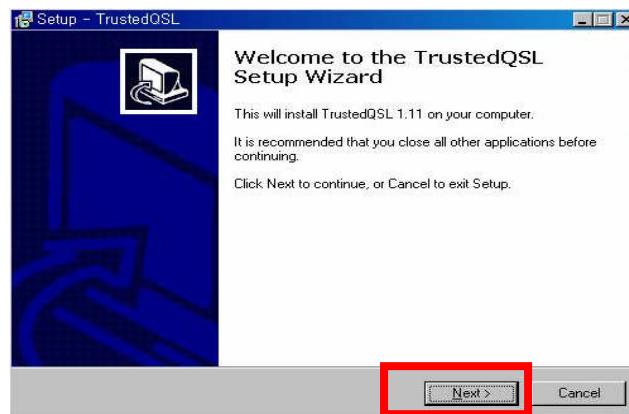 Setup - TrustedQSL
Welcome to the TrustedQSL
Setup Wizard
This will install TrustedQSL 1.11 on your computer.
It is recommended that you close all other applications before
continuing.
Click Next to continue, or Cancel to exit Setup.
Next >
Cancel